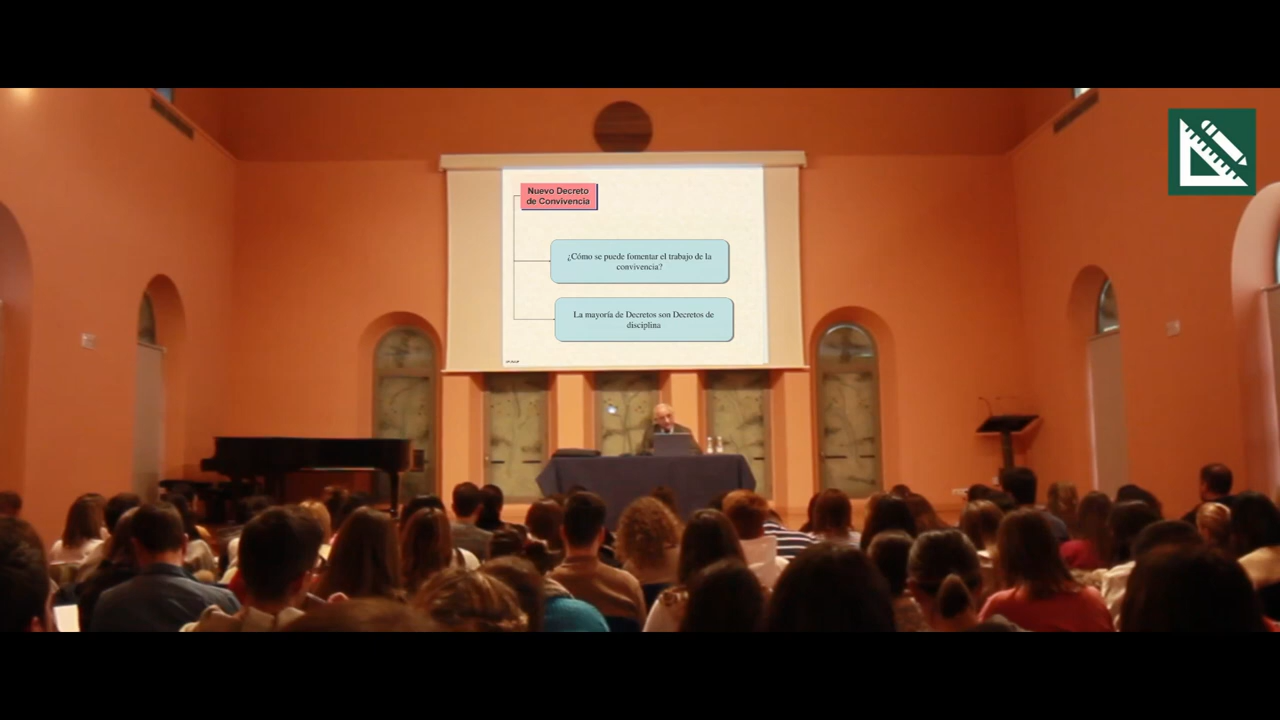 Nuevo Decreto
de Convivencia
¿Cómo se puede fomentar el trabajo de la
convivencia?
La mayoría de Decretos son Decretos de
disciplina